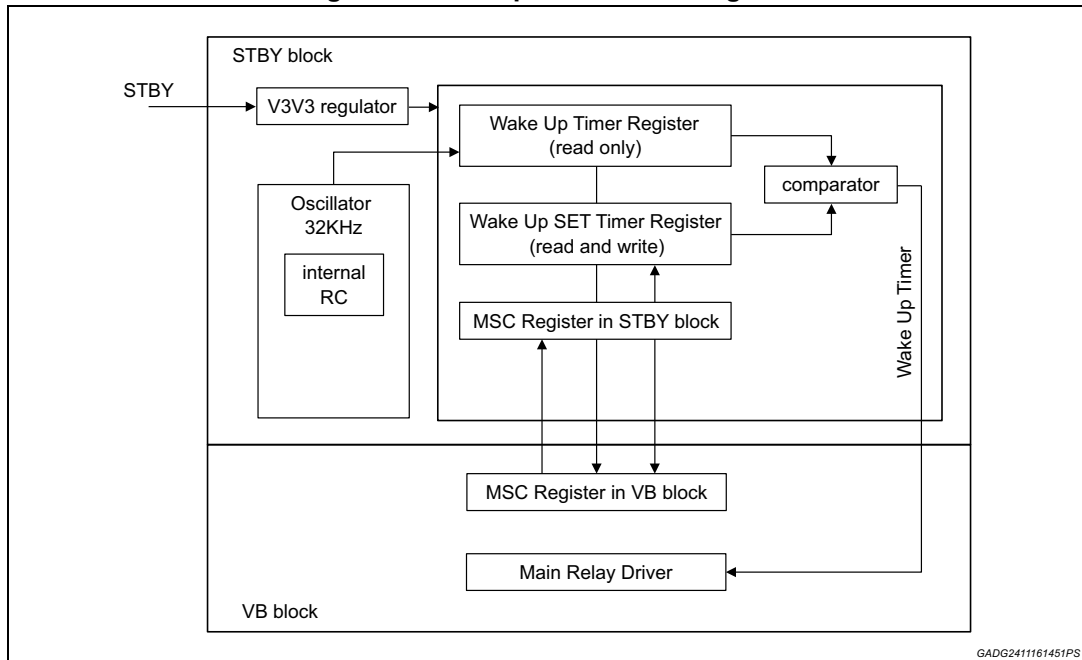 STBY block
STBY
V3V3 regulator
Wake Up Timer Register
(read only)
comparator
Oscillator
32KHz
Wake Up SET Timer Register
(read and write)
internal
RC
MSC Register in STBY block
Wake Up Timer
MSC Register in VB block
Main Relay Driver
VB block
GADG2411161451PS